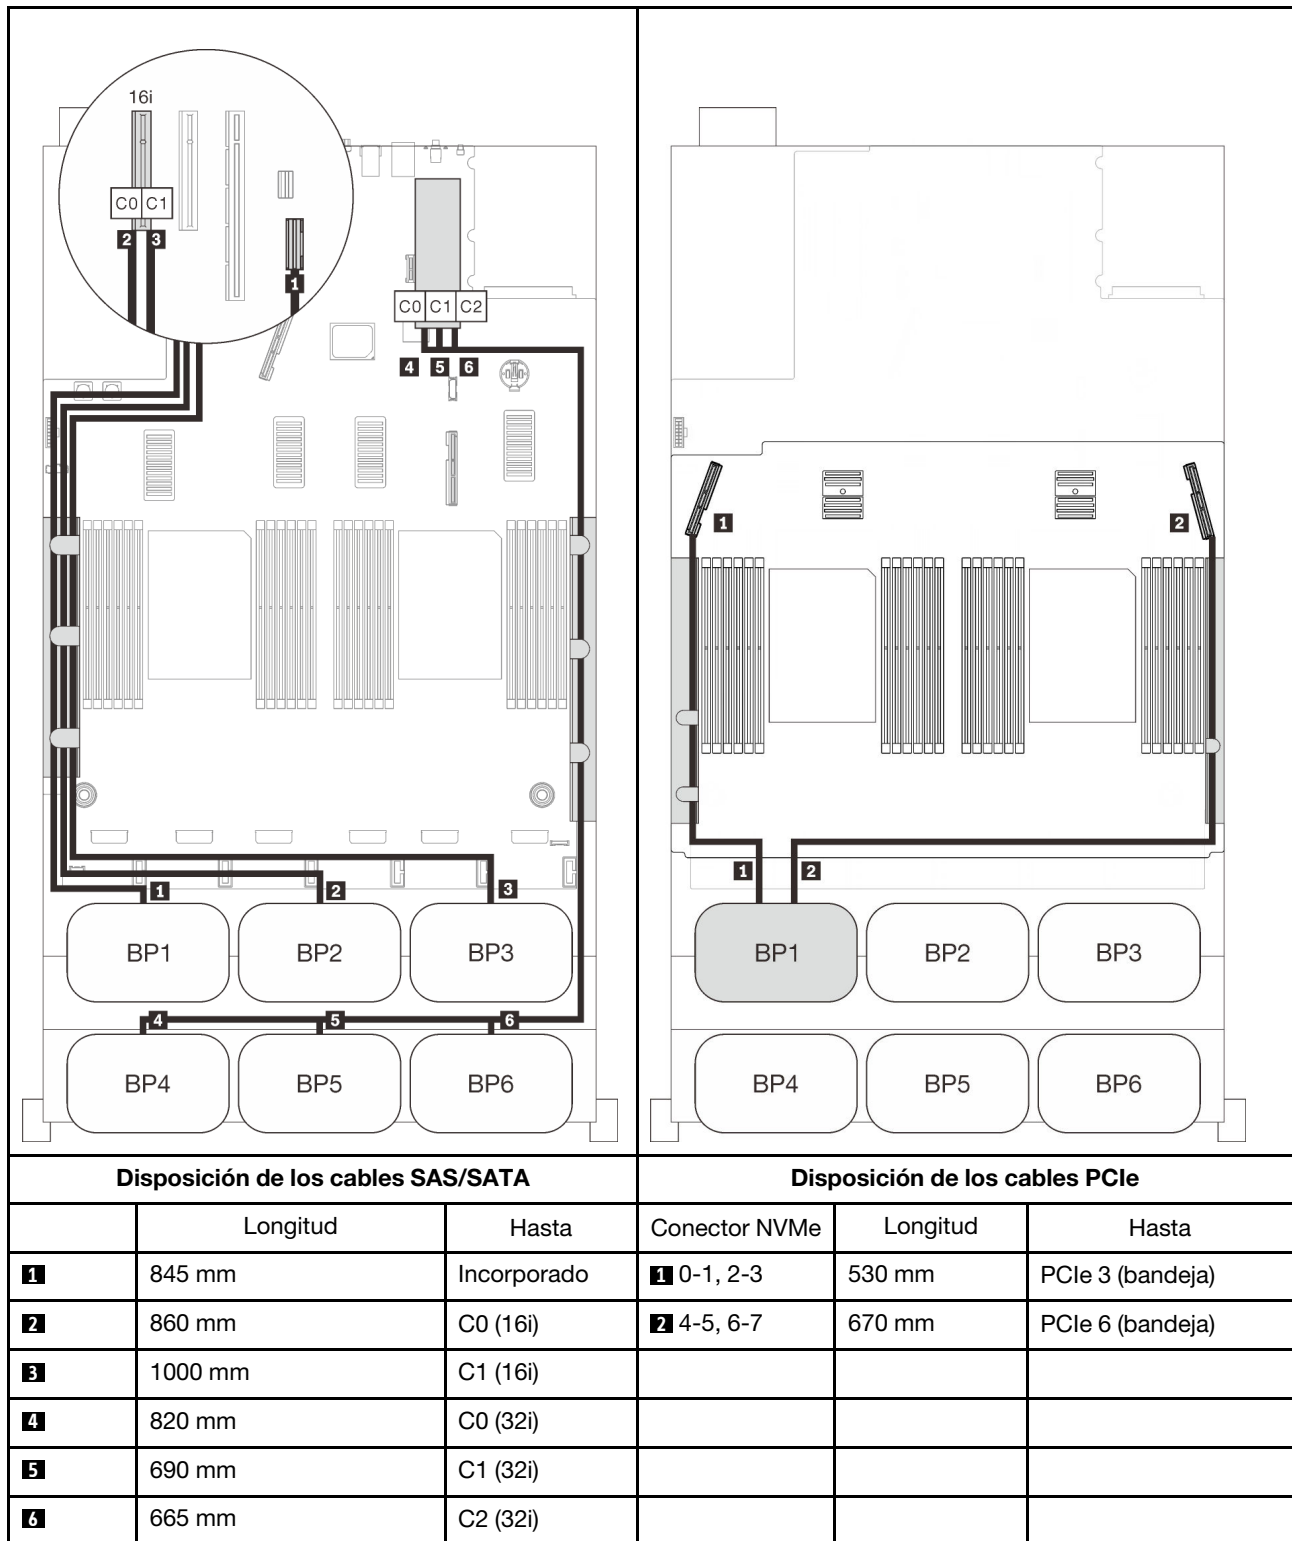 16i
C0 C1
2 3
1
C0 C1 C2
4 5 6
1 2 3
BP1 BP2 BP3
4 5 6
BP4 BP5 BP6
1 2
1 2
BP1 BP2 BP3
BP4 BP5 BP6
Disposición de los cables SAS/SATA
Disposición de los cables PCIe
Longitud Hasta Conector NVMe Longitud Hasta
1 845 mm Incorporado 1 0-1, 2-3 530 mm PCIe 3 (bandeja)
2 860 mm C0 (16i) 2 4-5, 6-7 670 mm PCIe 6 (bandeja)
3 1000 mm C1 (16i)
4 820 mm C0 (32i)
5 690 mm C1 (32i)
6 665 mm C2 (32i)